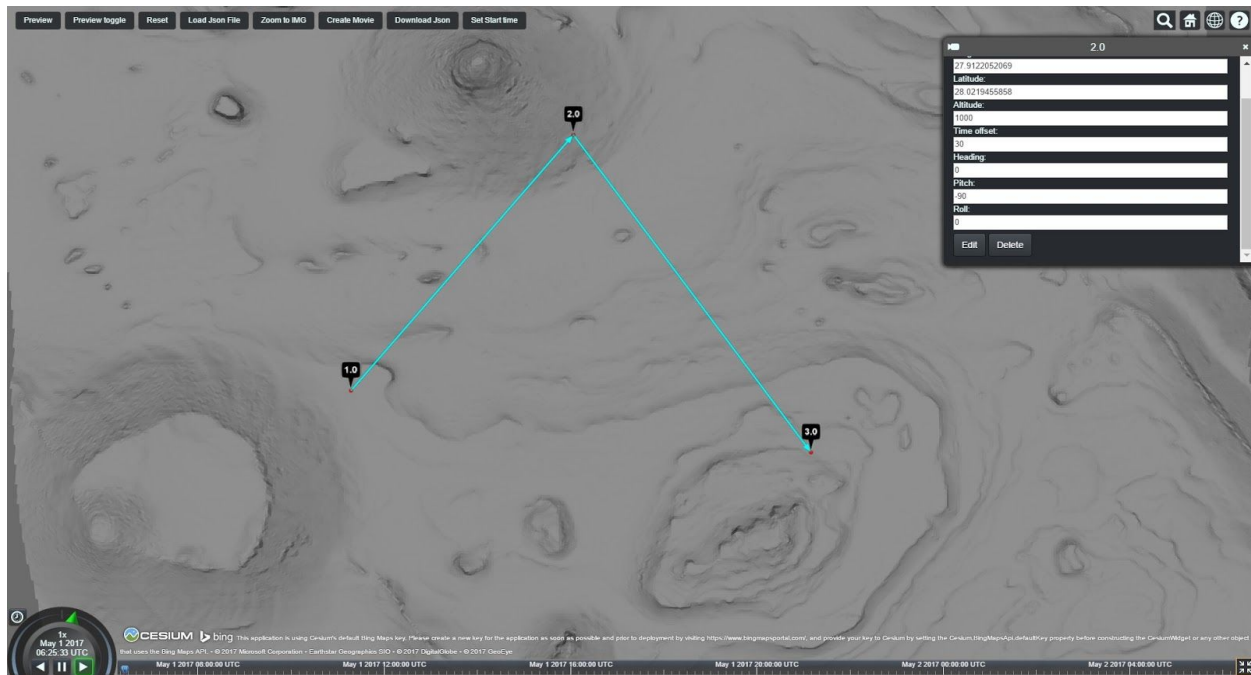 Preview
Preview toggle
Reset
Load Json File
Zoom to IMG
Create Movie
Download Json
Set Start time
2.0
27.9122052069
Latitude:
28.0219455858
Altitude:
1000
Time offset:
30
Heading:
0
Pitch:
-90
Roll:
0
Edit
Delete
2.0
1.0
3.0
1x
May 1 2017
06:25:33 UTC
CESIUM bing This application is using Cesium's default Bing Maps key. Please create a new key for the application as soon as possible and prior to deployment by visiting https://www.bingmapsportal.com/, and provide your key to Cesium by setting the Cesium.BingMapsApi.defaultKey property before constructing the CesiumWidget or any other object
that uses the Bing Maps API. • © 2017 Microsoft Corporation • Earthstar Geographics SIO • © 2017 DigitalGlobe • © 2017 GeoEye
May 1 2017 08:00:00 UTC
May 1 2017 12:00:00 UTC
May 1 2017 16:00:00 UTC
May 1 2017 20:00:00 UTC
May 2 2017 00:00:00 UTC
May 2 2017 04:00:00 UTC